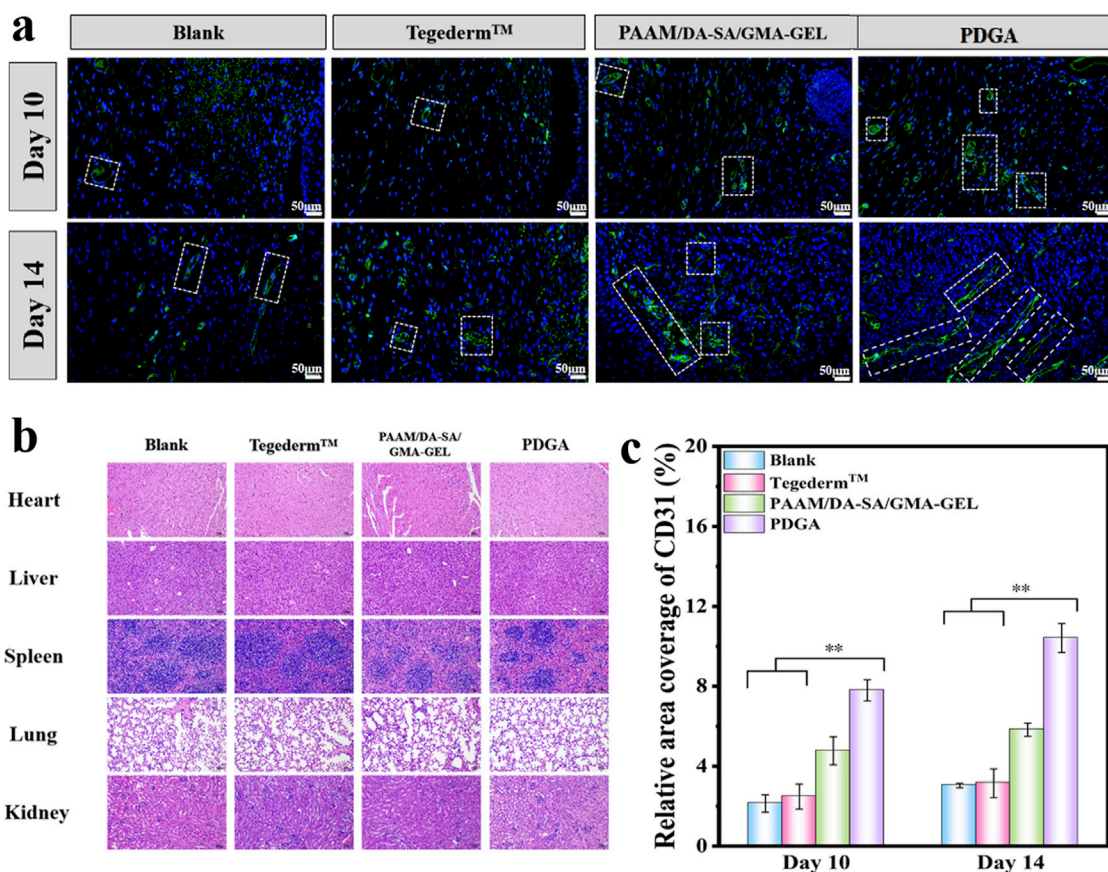 a
Blank
Tegederm™
PAAM/DA-SA/GMA-GEL
PDGA
Day 10
50μm
50μm
50μm
50μm
Day 14
50μm
50μm
50μm
50μm
b
Blank
Tegederm™
PAAM/DA-SA/
GMA-GEL
PDGA
Heart
Liver
Spleen
Lung
Kidney
c
Relative area coverage of CD31 (%)
20
16
12
8
4
0
Blank
Tegederm™
PAAM/DA-SA/GMA-GEL
PDGA
**
**
Day 10
Day 14